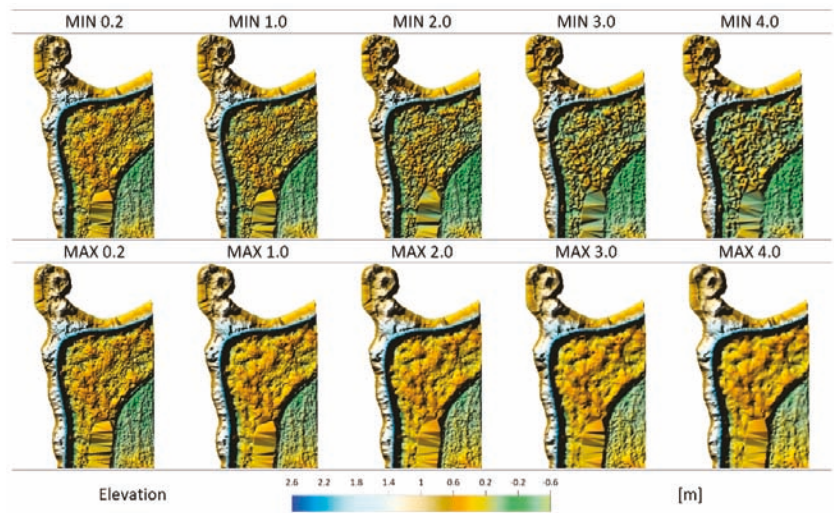 MIN 0.2 MIN 1.0 MIN 2.0 MIN 3.0 MIN 4.0
MAX 0.2 MAX 1.0 MAX 2.0 MAX 3.0 MAX 4.0
Elevation [m]
2.6 2.2 1.8 1.4 1 0.6 0.2 -0.2 -0.6